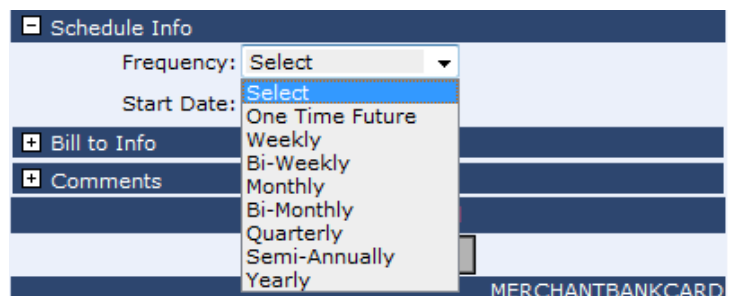 Schedule Info
Frequency: Select
Start Date:
Select
One Time Future
Weekly
Bi-Weekly
Monthly
Bi-Monthly
Quarterly
Semi-Annually
Yearly
Bill to Info
Comments
MERCHANTBANKCARD